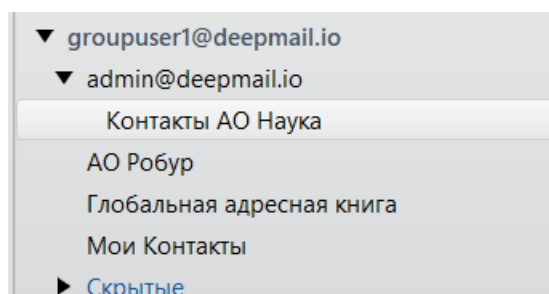 groupuser1@deepmail.io
admin@deepmail.io
Контакты АО Наука
АО Робур
Глобальная адресная книга
Мои Контакты
Скрытые